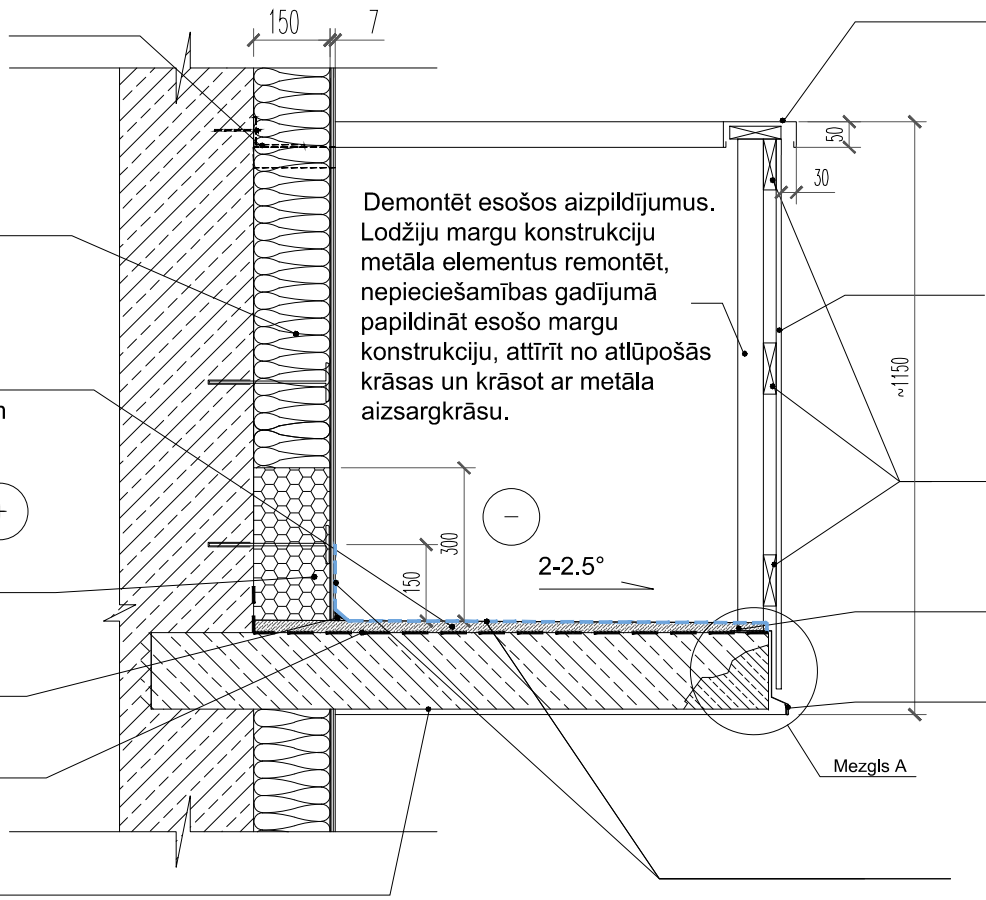 150 7
50
30
Demontēt esošos aizpildījumus.
Lodžiju margu konstrukciju
metāla elementus remontēt,
nepieciešamības gadījumā
papildināt esošo margu
konstrukciju, attīrīt no atlūpošās
krāsas un krāsot ar metāla
aizsargkrāsu.
~1150
+
−
300
150
2-2.5°
Mezgls A